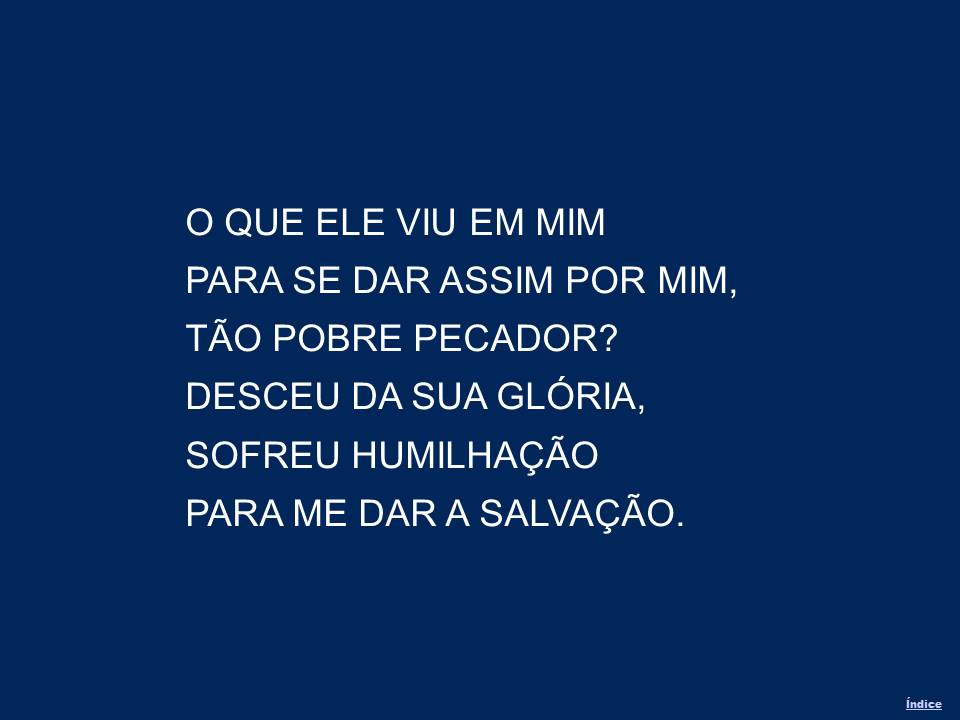 O QUE ELE VIU EM MIM
PARA SE DAR ASSIM POR MIM,
TÃO POBRE PECADOR?
DESCEU DA SUA GLÓRIA,
SOFREU HUMILHAÇÃO
PARA ME DAR A SALVAÇÃO.
Índice